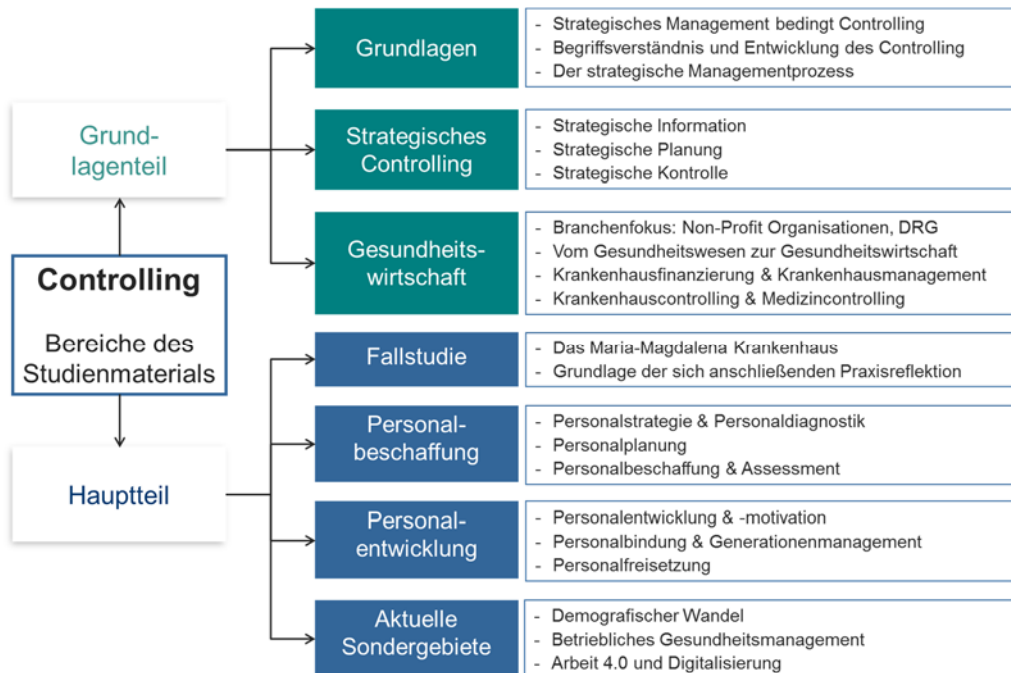 Controlling
Bereiche des
Studienmaterials
Grund-
lagenteil
Grundlagen
- Strategisches Management bedingt Controlling
- Begriffsverständnis und Entwicklung des Controlling
- Der strategische Managementprozess
Strategisches
Controlling
- Strategische Information
- Strategische Planung
- Strategische Kontrolle
Gesundheits-
wirtschaft
- Branchenfokus: Non-Profit Organisationen, DRG
- Vom Gesundheitswesen zur Gesundheitswirtschaft
- Krankenhausfinanzierung & Krankenhausmanagement
- Krankenhauscontrolling & Medizincontrolling
Hauptteil
Fallstudie
- Das Maria-Magdalena Krankenhaus
- Grundlage der sich anschließenden Praxisreflektion
Personal-
beschaffung
- Personalstrategie & Personaldiagnostik
- Personalplanung
- Personalbeschaffung & Assessment
Personal-
entwicklung
- Personalentwicklung & -motivation
- Personalbindung & Generationenmanagement
- Personalfreisetzung
Aktuelle
Sondergebiete
- Demografischer Wandel
- Betriebliches Gesundheitsmanagement
- Arbeit 4.0 und Digitalisierung